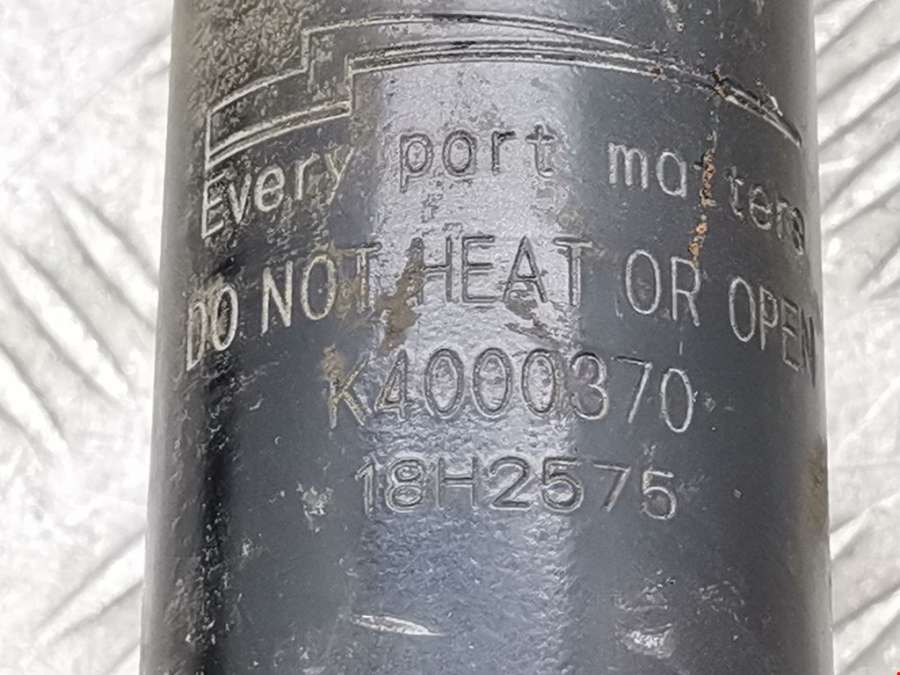 Every part matters
DO NOT HEAT OR OPEN
K4000370
18H2575